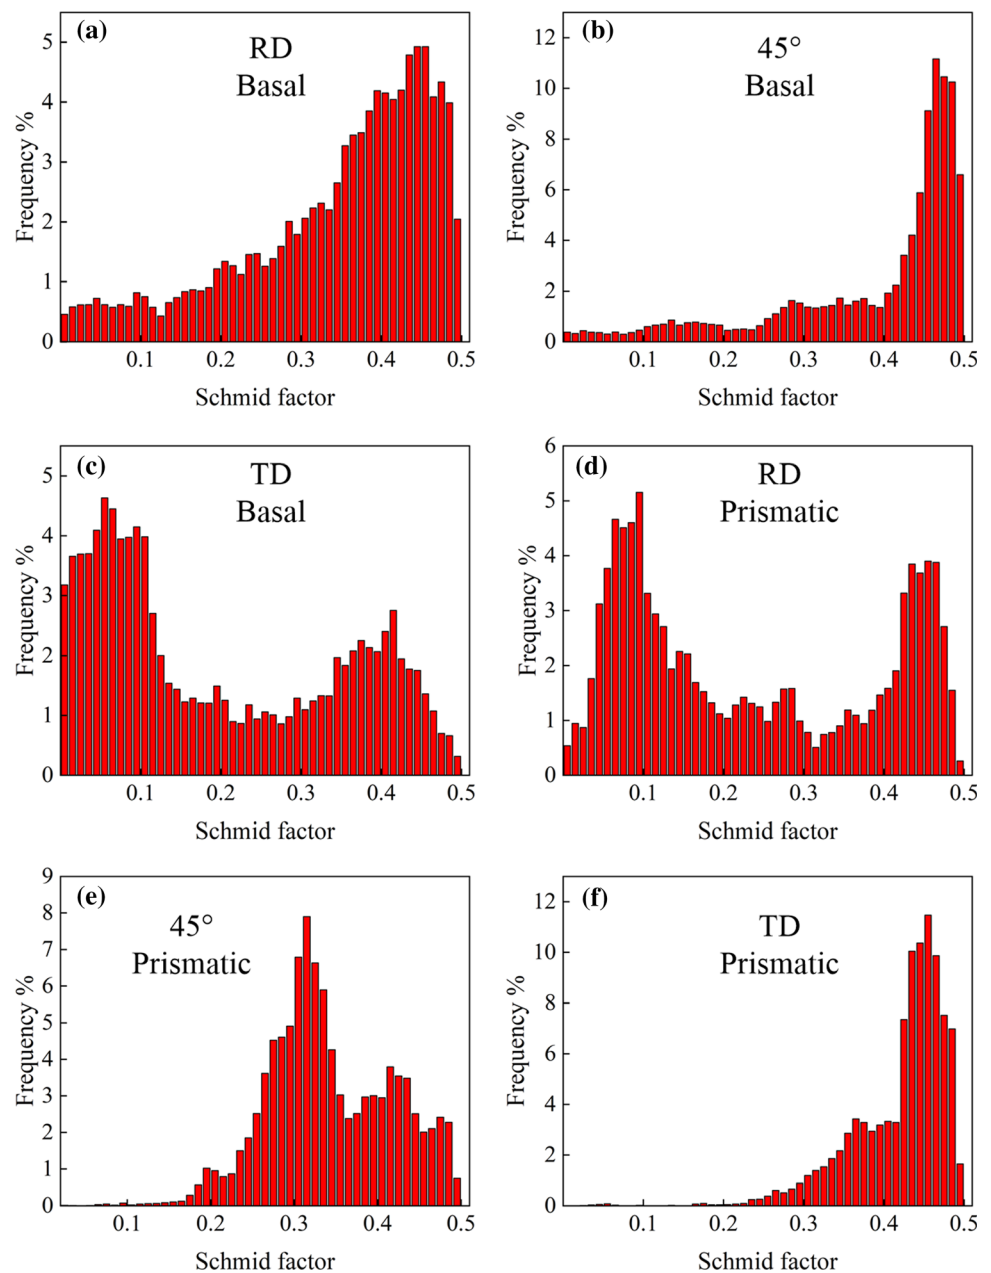 (a)
RD
Basal
5
4
3
2
1
0
Frequency %
0.1 0.2 0.3 0.4 0.5
Schmid factor
(b)
45°
Basal
12
10
8
6
4
2
0
Frequency %
0.1 0.2 0.3 0.4 0.5
Schmid factor
(c)
TD
Basal
5
4
3
2
1
0
Frequency %
0.1 0.2 0.3 0.4 0.5
Schmid factor
(d)
RD
Prismatic
6
5
4
3
2
1
0
Frequency %
0.1 0.2 0.3 0.4 0.5
Schmid factor
(e)
45°
Prismatic
9
8
7
6
5
4
3
2
1
0
Frequency %
0.1 0.2 0.3 0.4 0.5
Schmid factor
(f)
TD
Prismatic
12
10
8
6
4
2
0
Frequency %
0.1 0.2 0.3 0.4 0.5
Schmid factor